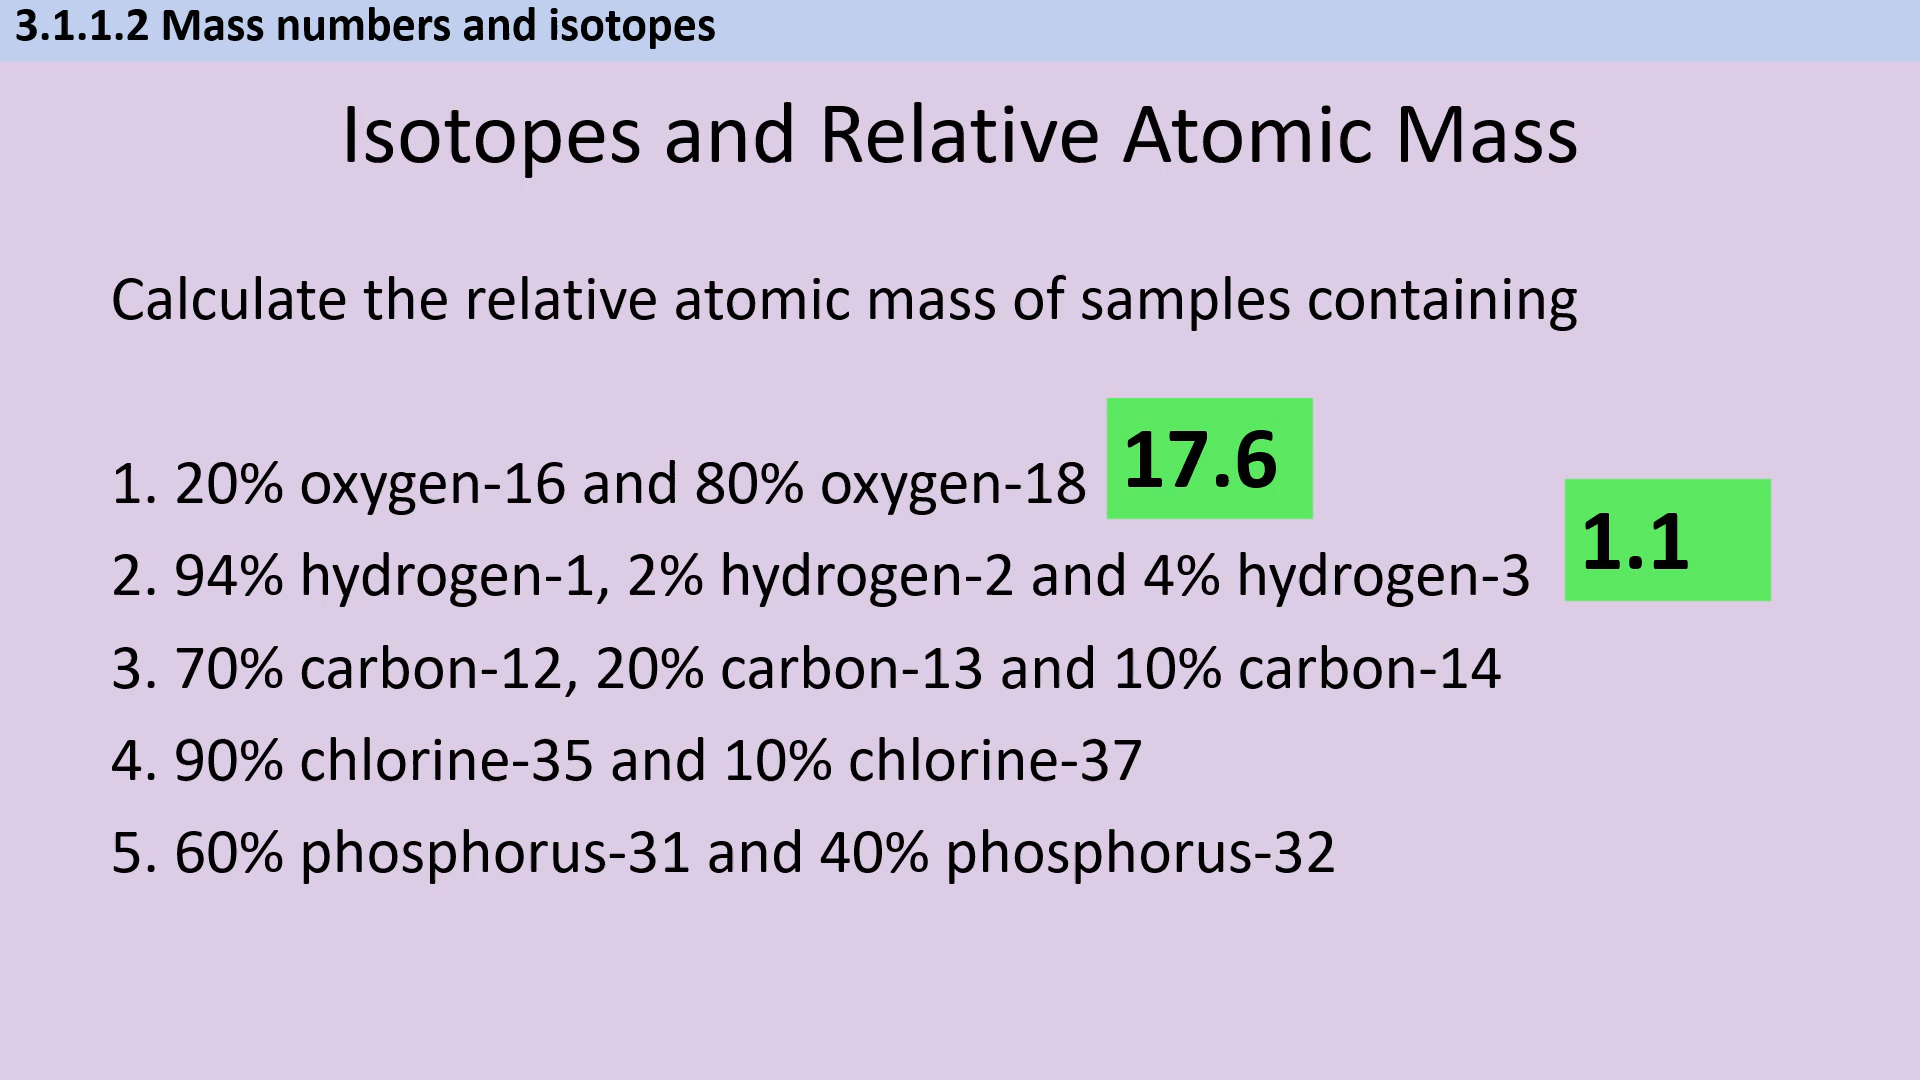 3.1.1.2 Mass numbers and isotopes
Isotopes and Relative Atomic Mass
Calculate the relative atomic mass of samples containing
1. 20% oxygen-16 and 80% oxygen-18 17.6
2. 94% hydrogen-1, 2% hydrogen-2 and 4% hydrogen-3 1.1
3. 70% carbon-12, 20% carbon-13 and 10% carbon-14
4. 90% chlorine-35 and 10% chlorine-37
5. 60% phosphorus-31 and 40% phosphorus-32